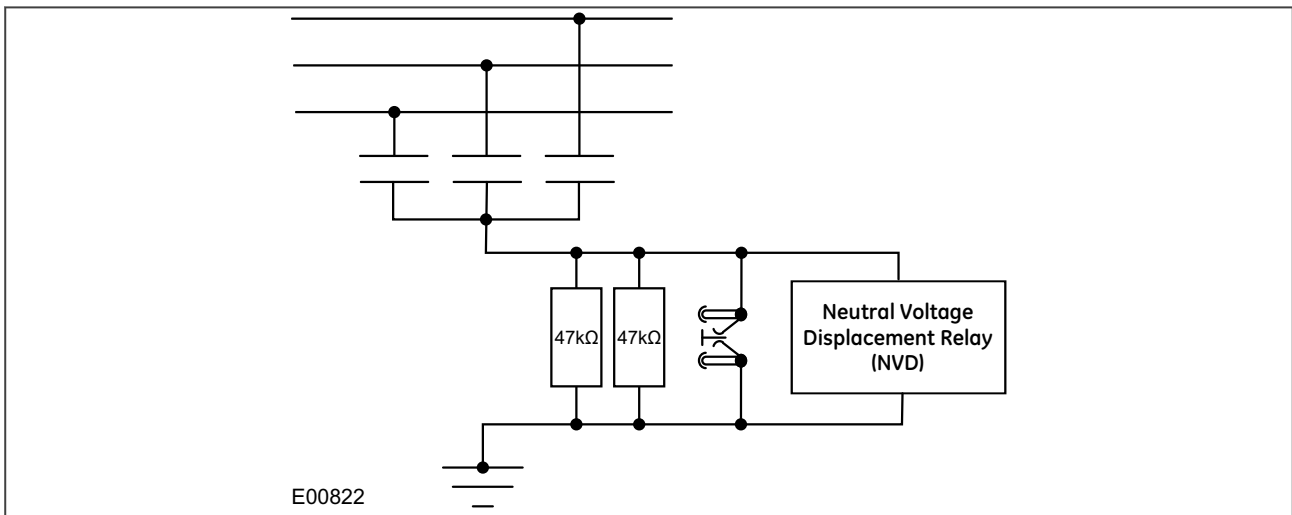 47kΩ
47kΩ
Neutral Voltage
Displacement Relay
(NVD)
E00822